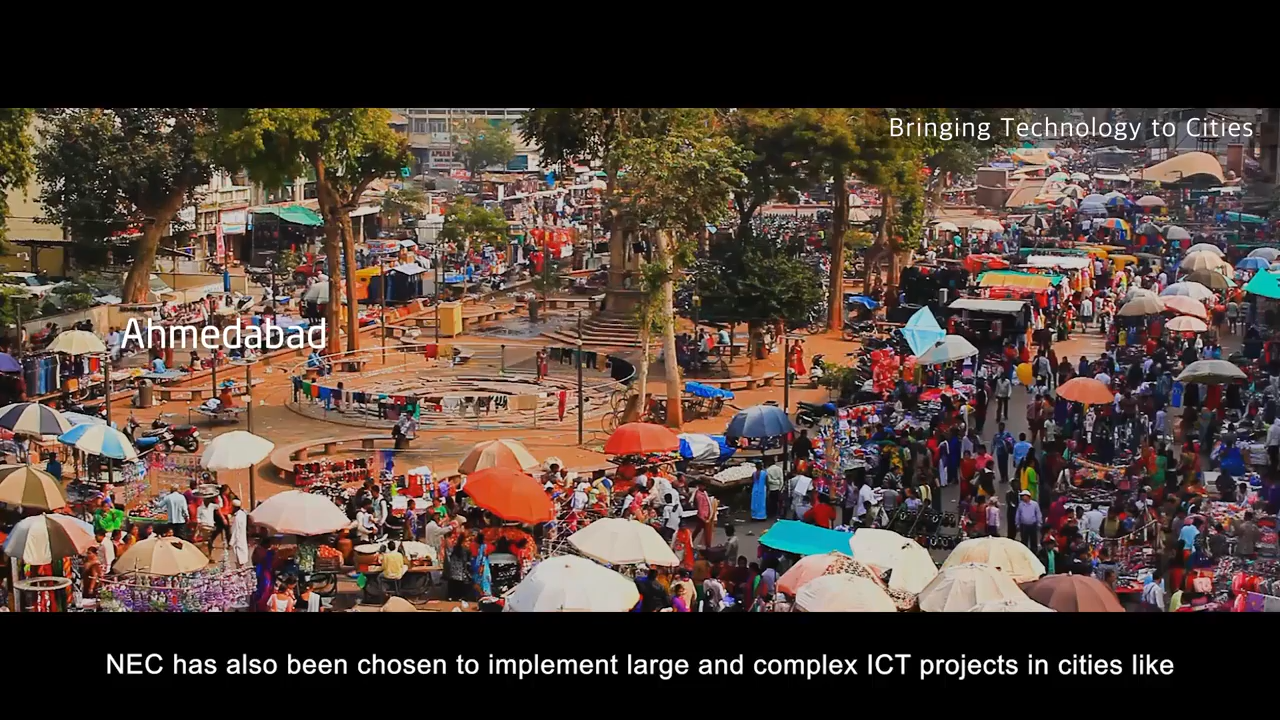 Bringing Technology to Cities
Ahmedabad
NEC has also been chosen to implement large and complex ICT projects in cities like